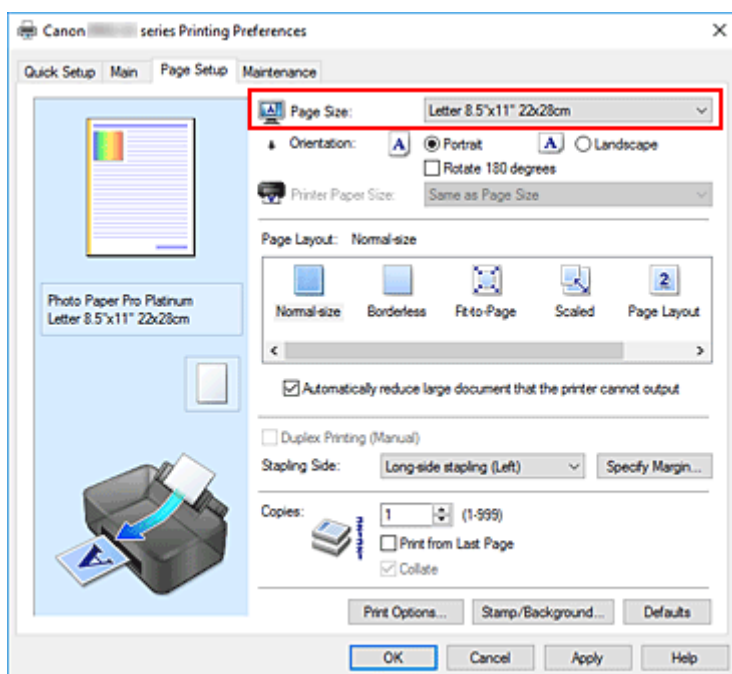 Canon series Printing Preferences
Quick Setup Main Page Setup Maintenance
Page Size: Letter 8.5"x11" 22x28cm
Orientation: A Portrait A Landscape
Rotate 180 degrees
Printer Paper Size: Same as Page Size
Page Layout: Normal-size
Normal-size Borderless Fit-to-Page Scaled Page Layout
Photo Paper Pro Platinum
Letter 8.5"x11" 22x28cm
Automatically reduce large document that the printer cannot output
Duplex Printing (Manual)
Stapling Side: Long-side stapling (Left) Specify Margin...
Copies: 1 (1-999)
Print from Last Page
Collate
Print Options... Stamp/Background... Defaults
OK Cancel Apply Help